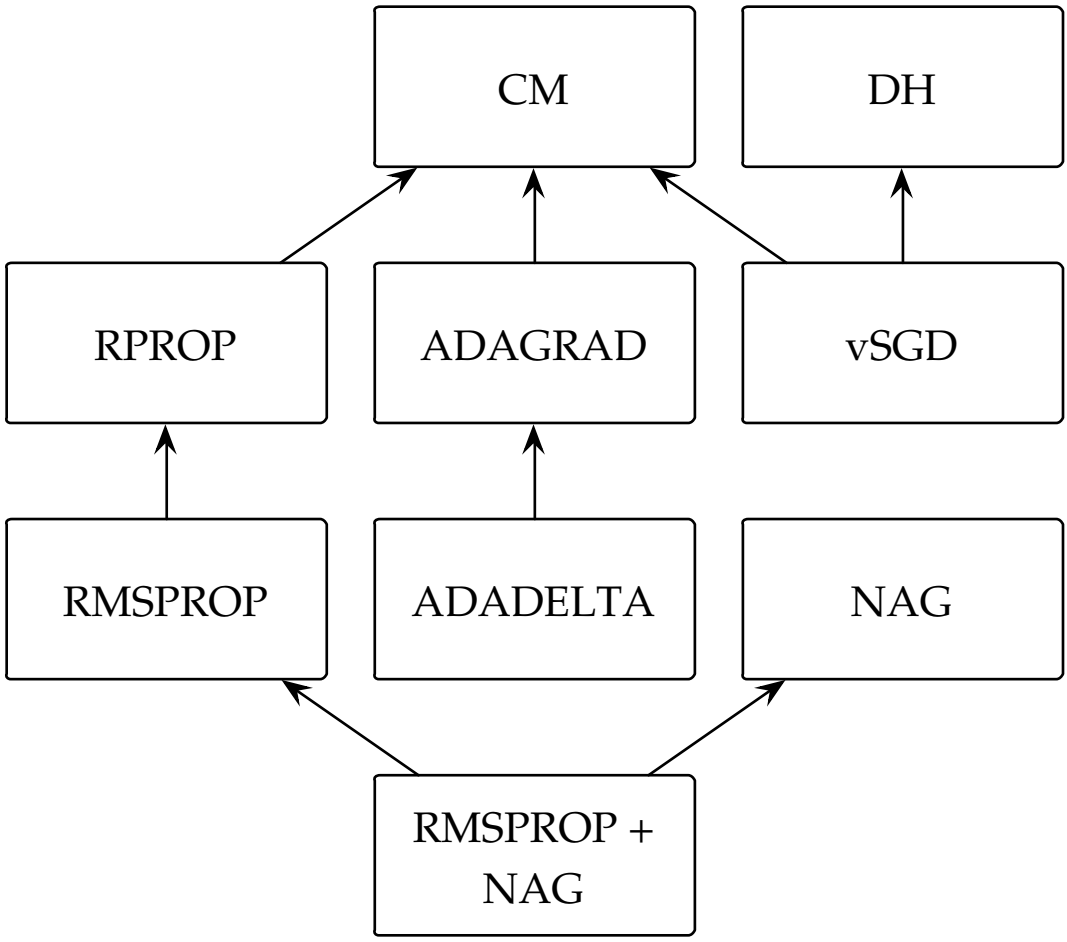 CM
DH
RPROP
ADAGRAD
vSGD
RMSPROP
ADADELTA
NAG
RMSPROP +
NAG